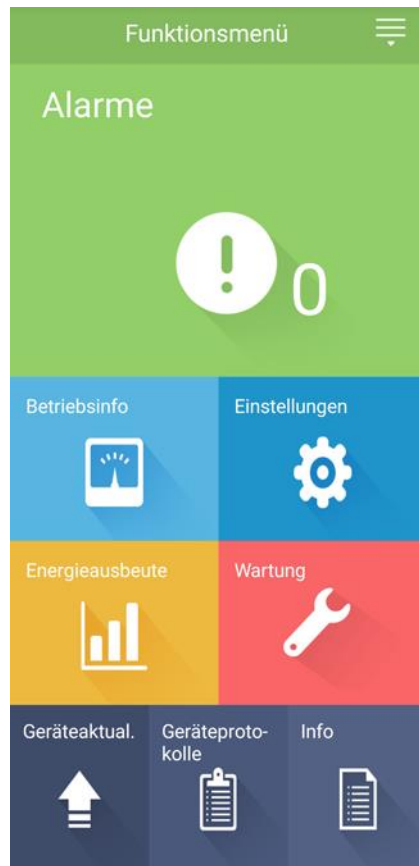 Funktionsmenü
Alarme
0
Betriebsinfo
Einstellungen
Energieausbeute
Wartung
Geräteaktual.
Geräteproto-
kolle
Info